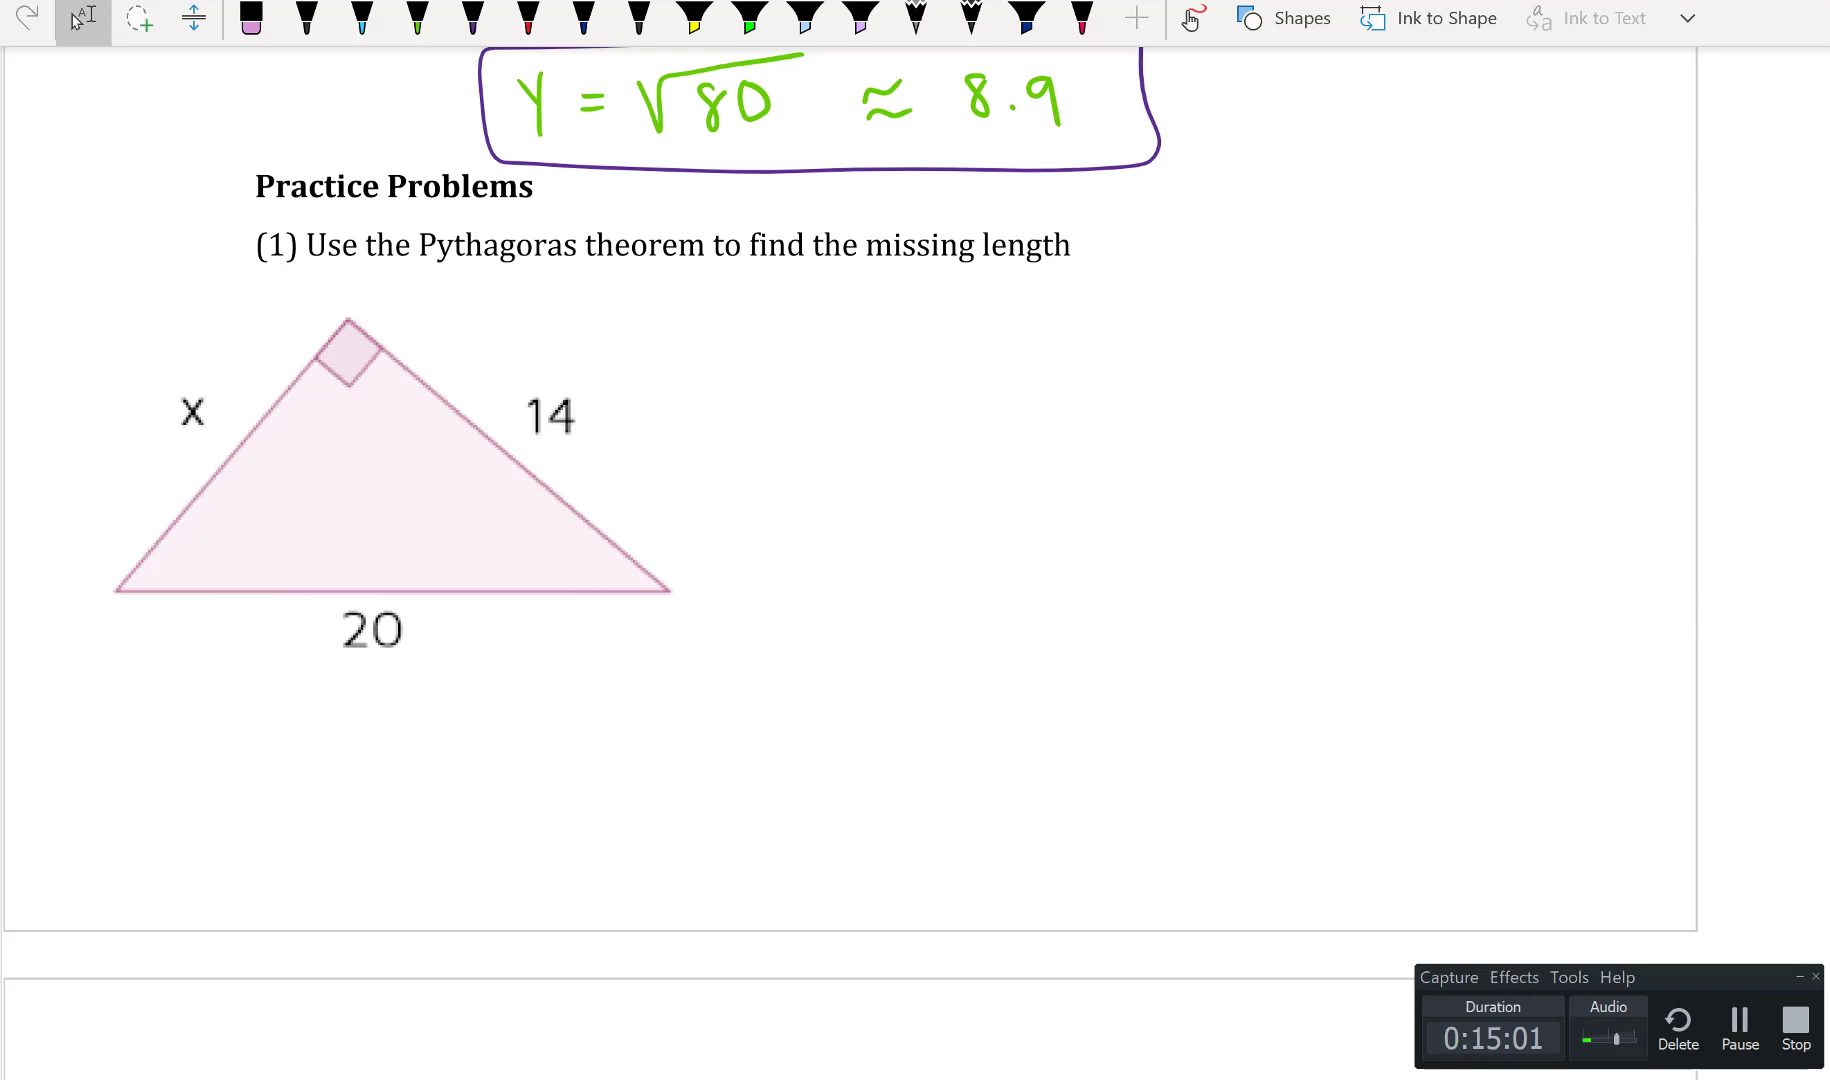 Shapes Ink to Shape Ink to Text
Y = √80 ≈ 8.9
Practice Problems
(1) Use the Pythagoras theorem to find the missing length
x
14
20
Capture Effects Tools Help
Duration Audio
0:15:01 Delete Pause Stop